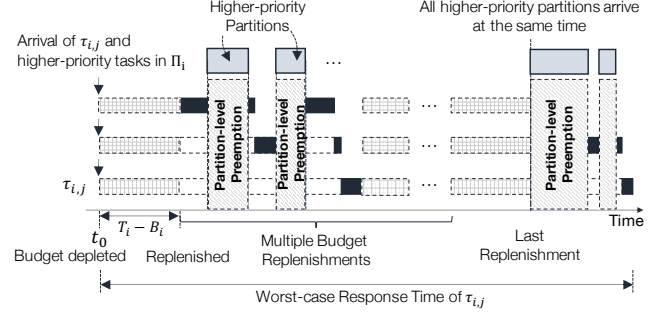 Higher-priority
Partitions
All higher-priority partitions arrive
at the same time
Arrival of τ_{i,j} and
higher-priority tasks in Π_i
...
Partition-level
Preemption
Partition-level
Preemption
Partition-level
Preemption
...
...
...
τ_{i,j}
Time
T_i − B_i
t_0
Budget depleted
Replenished
Multiple Budget
Replenishments
Last
Replenishment
Worst-case Response Time of τ_{i,j}